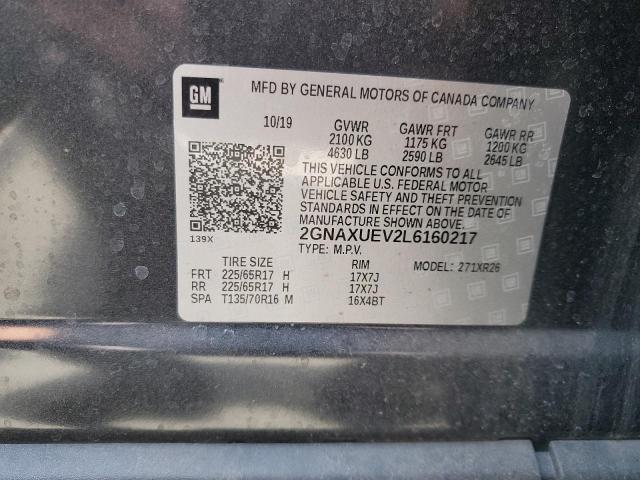 GM
MFD BY GENERAL MOTORS OF CANADA COMPANY
10/19 GVWR GAWR FRT GAWR RR
2100 KG 1175 KG 1200 KG
4630 LB 2590 LB 2645 LB
THIS VEHICLE CONFORMS TO ALL
APPLICABLE U.S. FEDERAL MOTOR
VEHICLE SAFETY AND THEFT PREVENTION
STANDARDS IN EFFECT ON THE DATE OF
MANUFACTURE SHOWN ABOVE.
139X 2GNAXUEV2L6160217
TYPE: M.P.V. MODEL: 271XR26
TIRE SIZE RIM
FRT 225/65R17 H 17X7J
RR 225/65R17 H 17X7J
SPA T135/70R16 M 16X4BT